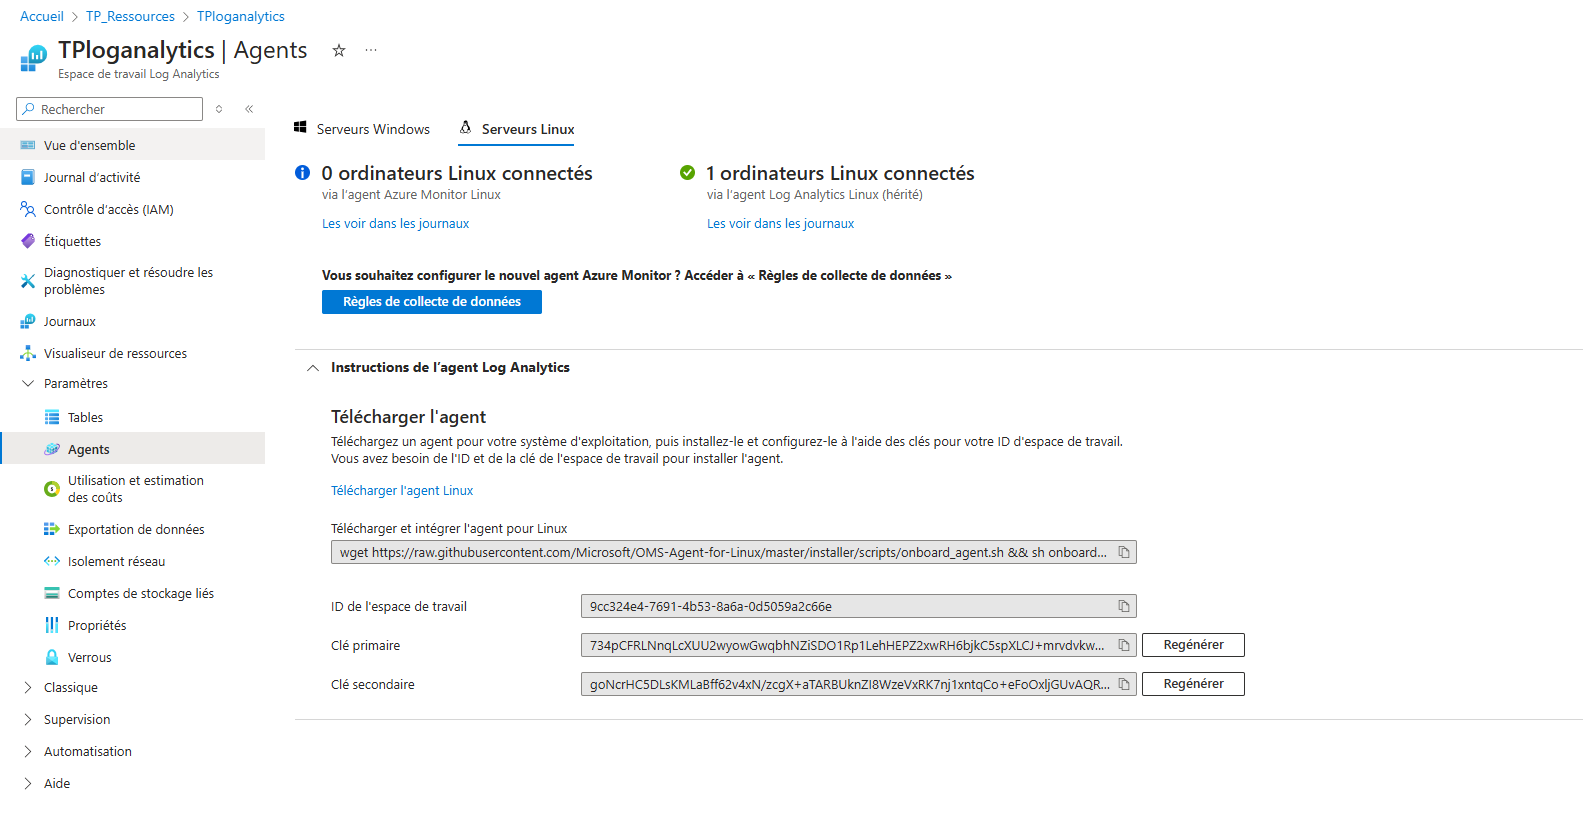 Accueil > TP_Ressources > TPloganalytics
TPloganalytics | Agents ☆ ...
Espace de travail Log Analytics
Rechercher
Vue d'ensemble
Journal d'activité
Contrôle d'accès (IAM)
Étiquettes
Diagnostiquer et résoudre les
problèmes
Journaux
Visualiseur de ressources
Paramètres
Tables
Agents
Utilisation et estimation
des coûts
Exportation de données
Isolement réseau
Comptes de stockage liés
Propriétés
Verrous
Classique
Supervision
Automatisation
Aide
Serveurs Windows
Serveurs Linux
0 ordinateurs Linux connectés
via l'agent Azure Monitor Linux
Les voir dans les journaux
1 ordinateurs Linux connectés
via l'agent Log Analytics Linux (hérité)
Les voir dans les journaux
Vous souhaitez configurer le nouvel agent Azure Monitor ? Accéder à « Règles de collecte de données »
Règles de collecte de données
Instructions de l'agent Log Analytics
Télécharger l'agent
Téléchargez un agent pour votre système d'exploitation, puis installez-le et configurez-le à l'aide des clés pour votre ID d'espace de travail.
Vous avez besoin de l'ID et de la clé de l'espace de travail pour installer l'agent.
Télécharger l'agent Linux
Télécharger et intégrer l'agent pour Linux
wget https://raw.githubusercontent.com/Microsoft/OMS-Agent-for-Linux/master/installer/scripts/onboard_agent.sh && sh onboard...
ID de l'espace de travail
9cc324e4-7691-4b53-8a6a-0d5059a2c66e
Clé primaire
734pCFRLNnqLcXUU2wyowGwqbhNZiSDO1Rp1LehHEPZ2xwRH6bjkC5spXLCJ+mrvdvkw...
Regénérer
Clé secondaire
goNcrHC5DLsKMLaBff62v4xN/zcgX+aTARBUknZI8WzeVxRK7nj1xntqCo+eFoOxljGUvAQR...
Regénérer